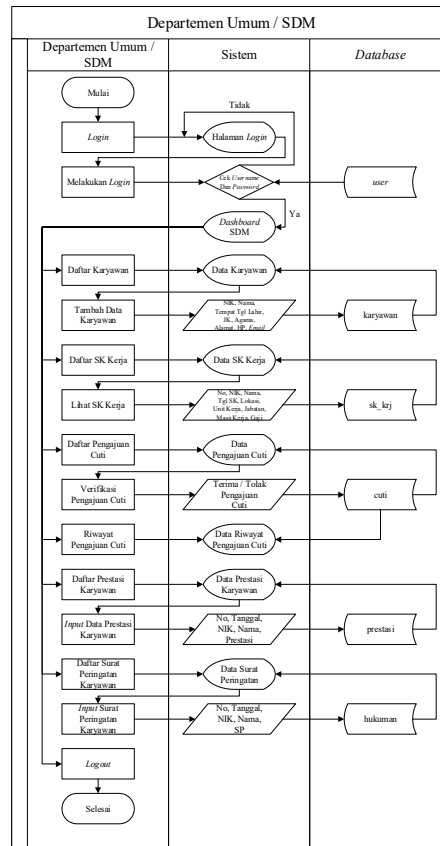 Departemen Umum / SDM
Departemen Umum /
SDM
Sistem
Database
Mulai
Tidak
Login
Halaman Login
Melakukan Login
Cek Username
Dan Password
user
Ya
Dashboard
SDM
Daftar Karyawan
Data Karyawan
Tambah Data
Karyawan
NIK, Nama,
Tempat Tgl Lahir,
JK, Agama,
Alamat, HP, Email
karyawan
Daftar SK Kerja
Data SK Kerja
Lihat SK Kerja
No, NIK, Nama,
Tgl SK, Lokasi,
Unit Kerja, Jabatan,
Masa Kerja, Gaji
sk_krj
Daftar Pengajuan
Cuti
Data
Pengajuan Cuti
Verifikasi
Pengajuan Cuti
Terima / Tolak
Pengajuan
Cuti
cuti
Riwayat
Pengajuan Cuti
Data Riwayat
Pengajuan Cuti
Daftar Prestasi
Karyawan
Data Prestasi
Karyawan
Input Data Prestasi
Karyawan
No, Tanggal,
NIK, Nama,
Prestasi
prestasi
Daftar Surat
Peringatan
Karyawan
Data Surat
Peringatan
Input Surat
Peringatan
Karyawan
No, Tanggal,
NIK, Nama,
SP
hukuman
Logout
Selesai